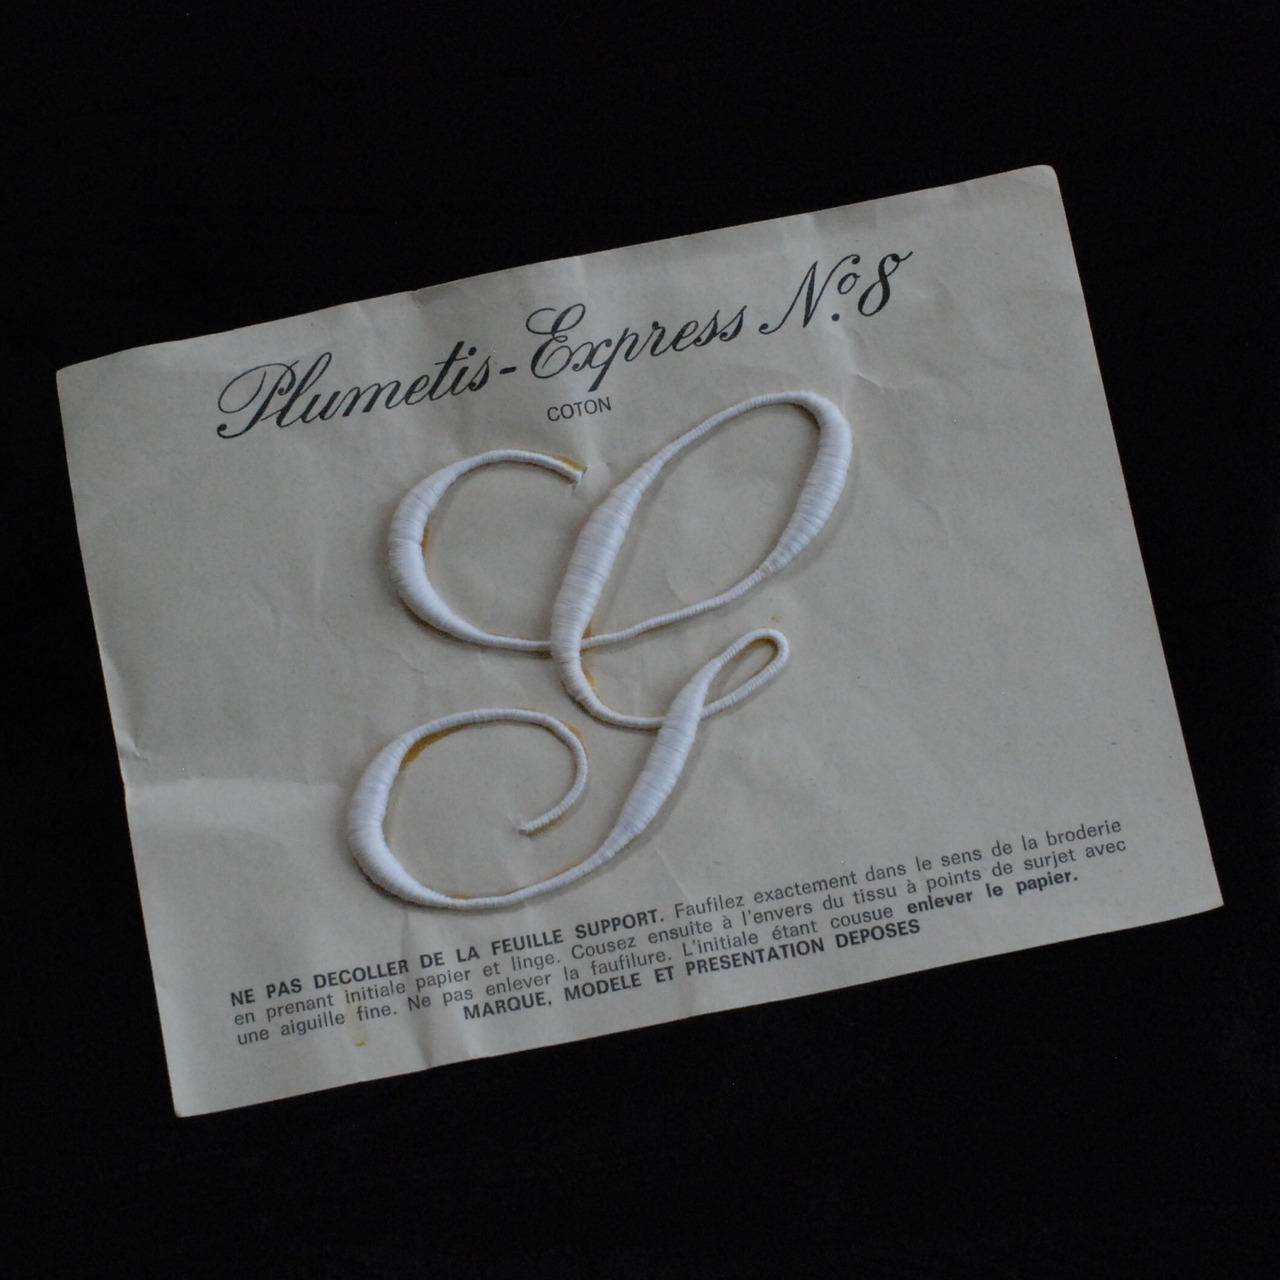 Plumetis-Express Nº.8
COTON
G
NE PAS DECOLLER DE LA FEUILLE SUPPORT. Faufilez exactement dans le sens de la broderie
en prenant initiale papier et linge. Cousez ensuite à l'envers du tissu à points de surjet avec
une aiguille fine. Ne pas enlever la faufilure. L'initiale étant cousue enlever le papier.
MARQUE, MODELE ET PRESENTATION DEPOSES